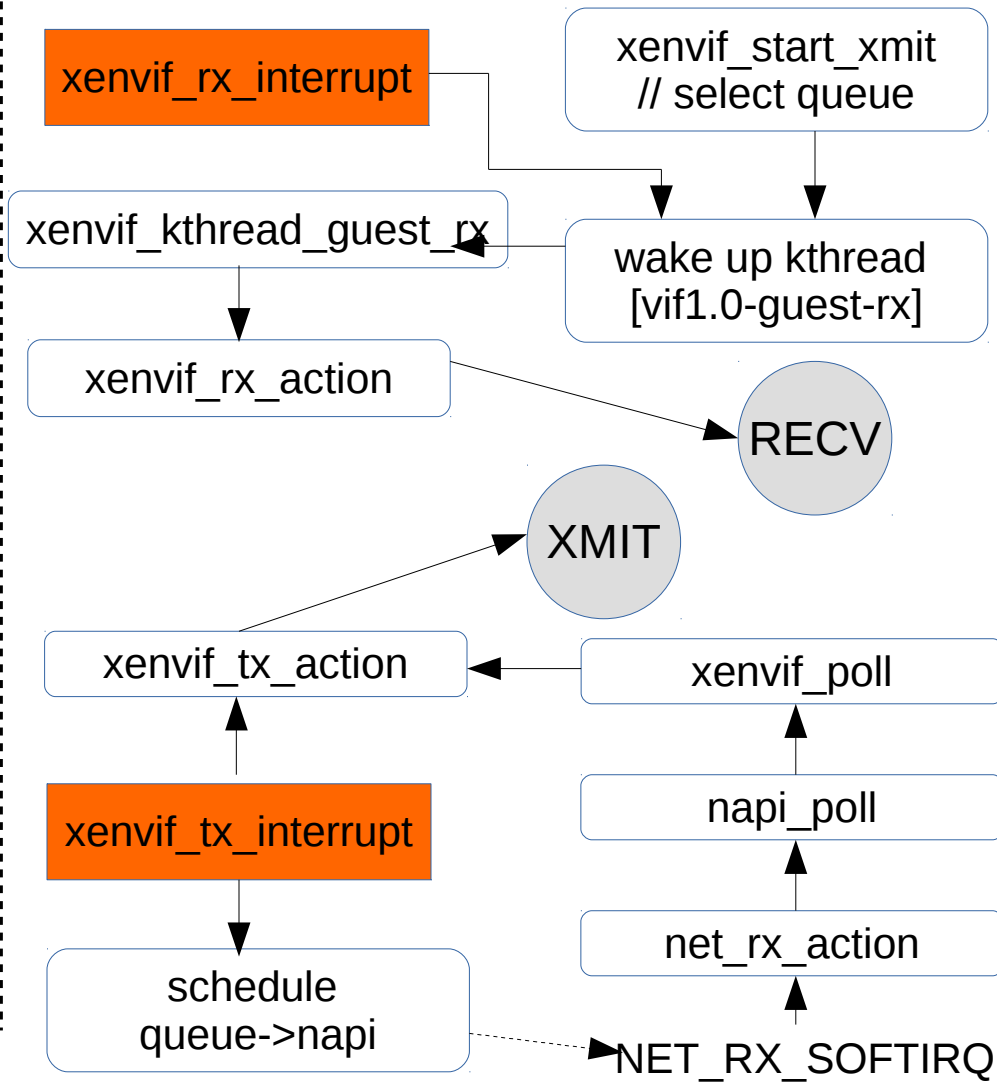 xenvif_rx_interrupt
xenvif_start_xmit
// select queue
xenvif_kthread_guest_rx
wake up kthread
[vif1.0-guest-rx]
xenvif_rx_action
RECV
XMIT
xenvif_tx_action
xenvif_poll
xenvif_tx_interrupt
napi_poll
net_rx_action
schedule
queue->napi
NET_RX_SOFTIRQ